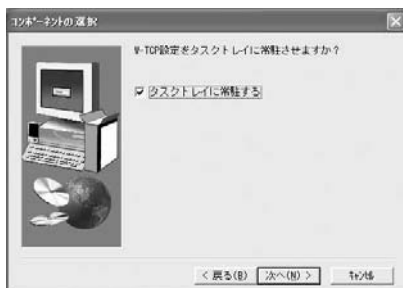 コンポーネントの選択
V-TCP設定をタスクトレイに常駐させますか？
タスクトレイに常駐する
< 戻る(B)
次へ(N) >
キャンセル